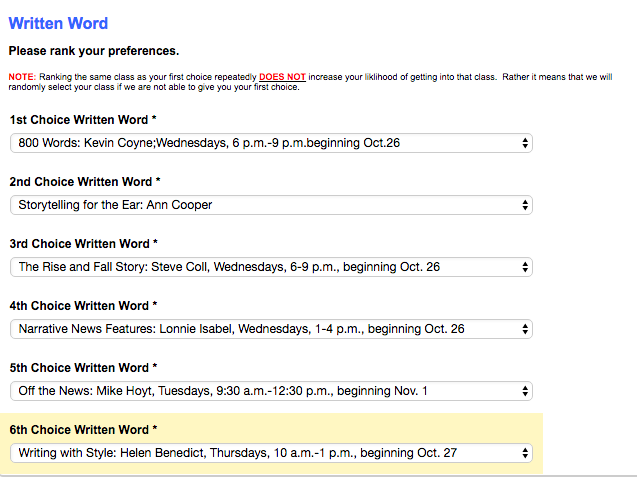 Written Word
Please rank your preferences.
NOTE: Ranking the same class as your first choice repeatedly DOES NOT increase your liklihood of getting into that class. Rather it means that we will
randomly select your class if we are not able to give you your first choice.
1st Choice Written Word *
800 Words: Kevin Coyne;Wednesdays, 6 p.m.-9 p.m.beginning Oct.26
2nd Choice Written Word *
Storytelling for the Ear: Ann Cooper
3rd Choice Written Word *
The Rise and Fall Story: Steve Coll, Wednesdays, 6-9 p.m., beginning Oct. 26
4th Choice Written Word *
Narrative News Features: Lonnie Isabel, Wednesdays, 1-4 p.m., beginning Oct. 26
5th Choice Written Word *
Off the News: Mike Hoyt, Tuesdays, 9:30 a.m.-12:30 p.m., beginning Nov. 1
6th Choice Written Word *
Writing with Style: Helen Benedict, Thursdays, 10 a.m.-1 p.m., beginning Oct. 27